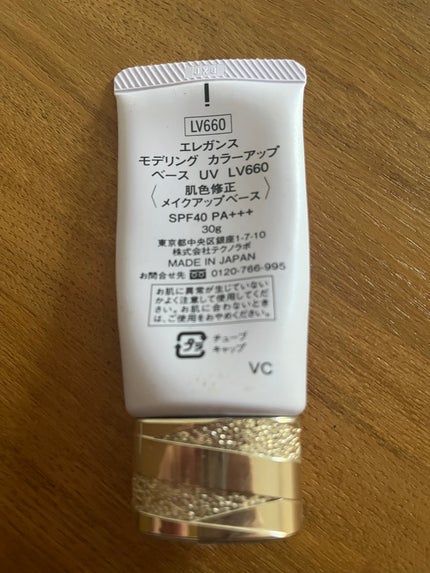 LV660
エレガンス
モデリング カラーアップ
ベース UV LV660
〈 肌色修正
メイクアップベース 〉
SPF40 PA+++
30g
東京都中央区銀座1-7-10
株式会社テクノラボ
MADE IN JAPAN
お問合せ先 0120-766-995
お肌に異常が生じていない
かよく注意して使用してくだ
さい。お肌に合わないとき
は、ご使用をおやめください。
プラ チューブ
キャップ
VC